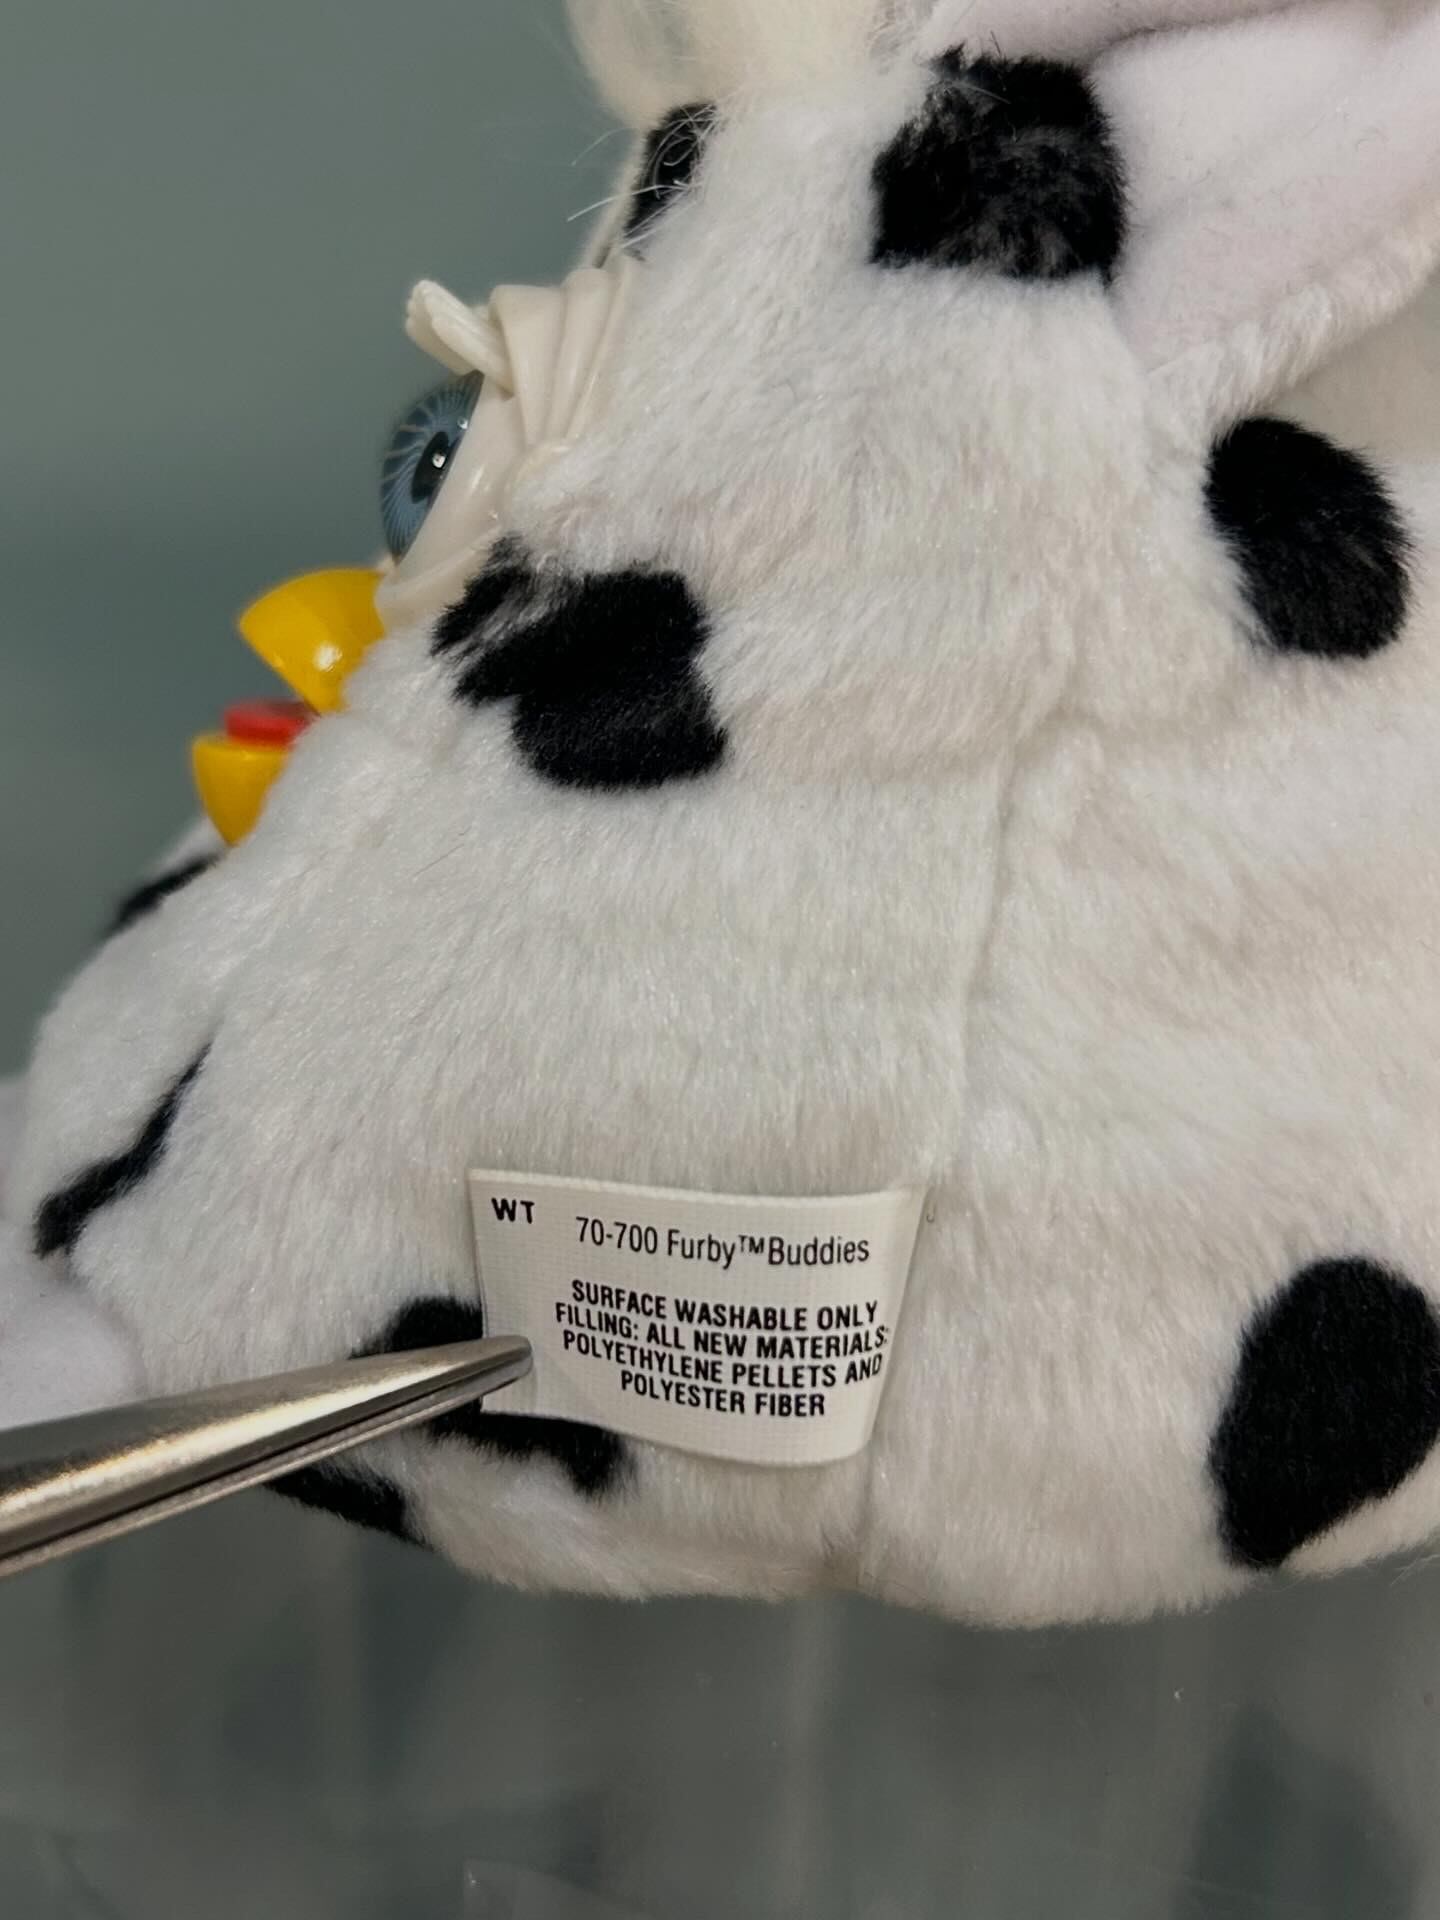 WT
70-700 Furby™Buddies
SURFACE WASHABLE ONLY
FILLING: ALL NEW MATERIALS:
POLYETHYLENE PELLETS AND
POLYESTER FIBER